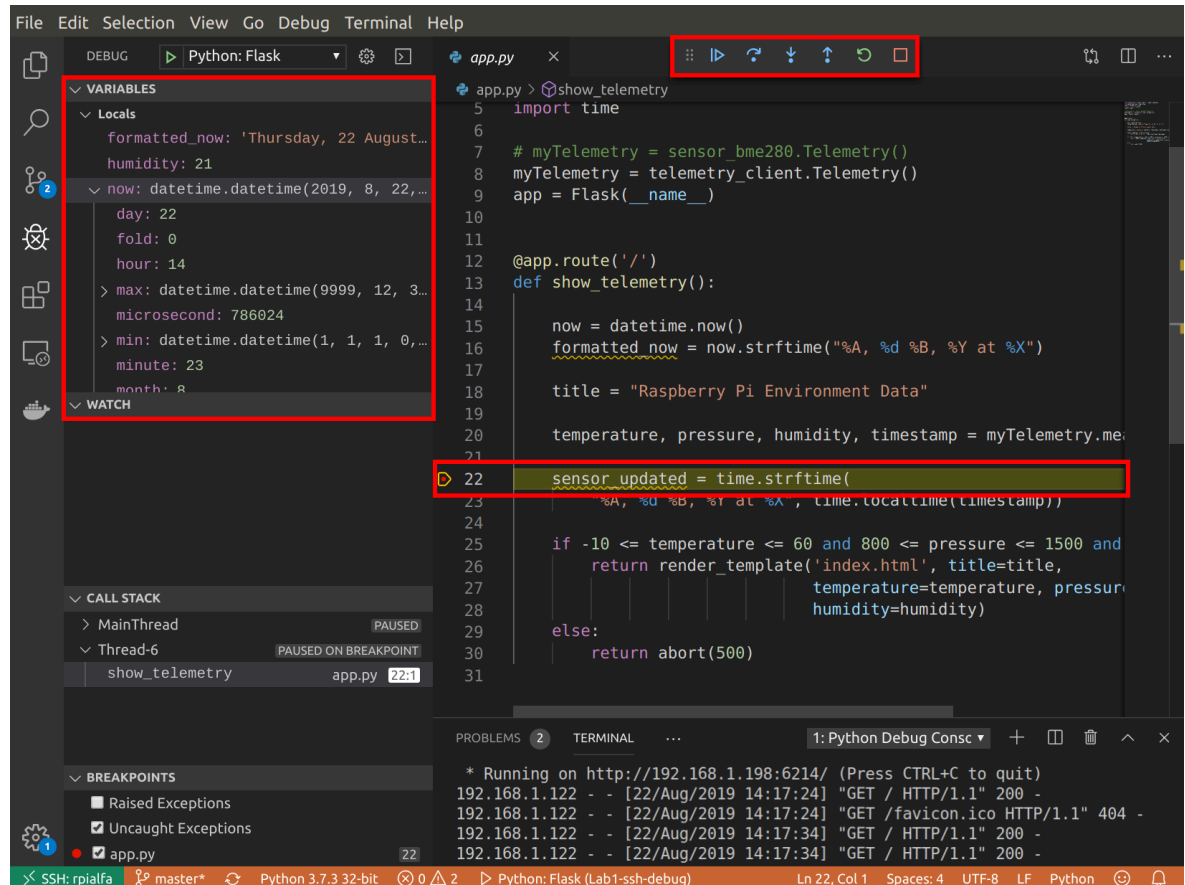 File Edit Selection View Go Debug Terminal Help
DEBUG Python: Flask
VARIABLES
Locals
formatted_now: 'Thursday, 22 August...
humidity: 21
now: datetime.datetime(2019, 8, 22,...
day: 22
fold: 0
hour: 14
max: datetime.datetime(9999, 12, 3...
microsecond: 786024
min: datetime.datetime(1, 1, 1, 0,...
minute: 23
month: 8
WATCH
CALL STACK
MainThread PAUSED
Thread-6 PAUSED ON BREAKPOINT
show_telemetry app.py 22:1
BREAKPOINTS
Raised Exceptions
Uncaught Exceptions
app.py 22
2
1
app.py
app.py > show_telemetry
5 import time
6
7 # myTelemetry = sensor_bme280.Telemetry()
8 myTelemetry = telemetry_client.Telemetry()
9 app = Flask(__name__)
10
11
12 @app.route('/')
13 def show_telemetry():
14
15 now = datetime.now()
16 formatted_now = now.strftime("%A, %d %B, %Y at %X")
17
18 title = "Raspberry Pi Environment Data"
19
20 temperature, pressure, humidity, timestamp = myTelemetry.mea
21
22 sensor_updated = time.strftime(
23 "%A, %d %B, %Y at %X", time.localtime(timestamp))
24
25 if -10 <= temperature <= 60 and 800 <= pressure <= 1500 and
26 return render_template('index.html', title=title,
27 temperature=temperature, pressur
28 humidity=humidity)
29 else:
30 return abort(500)
31
PROBLEMS 2 TERMINAL ... 1: Python Debug Consc
* Running on http://192.168.1.198:6214/ (Press CTRL+C to quit)
192.168.1.122 - - [22/Aug/2019 14:17:24] "GET / HTTP/1.1" 200 -
192.168.1.122 - - [22/Aug/2019 14:17:24] "GET /favicon.ico HTTP/1.1" 404 -
192.168.1.122 - - [22/Aug/2019 14:17:34] "GET / HTTP/1.1" 200 -
192.168.1.122 - - [22/Aug/2019 14:17:34] "GET / HTTP/1.1" 200 -
SSH: rpialfa master* Python 3.7.3 32-bit 0 2 Python: Flask (Lab1-ssh-debug) Ln 22, Col 1 Spaces: 4 UTF-8 LF Python